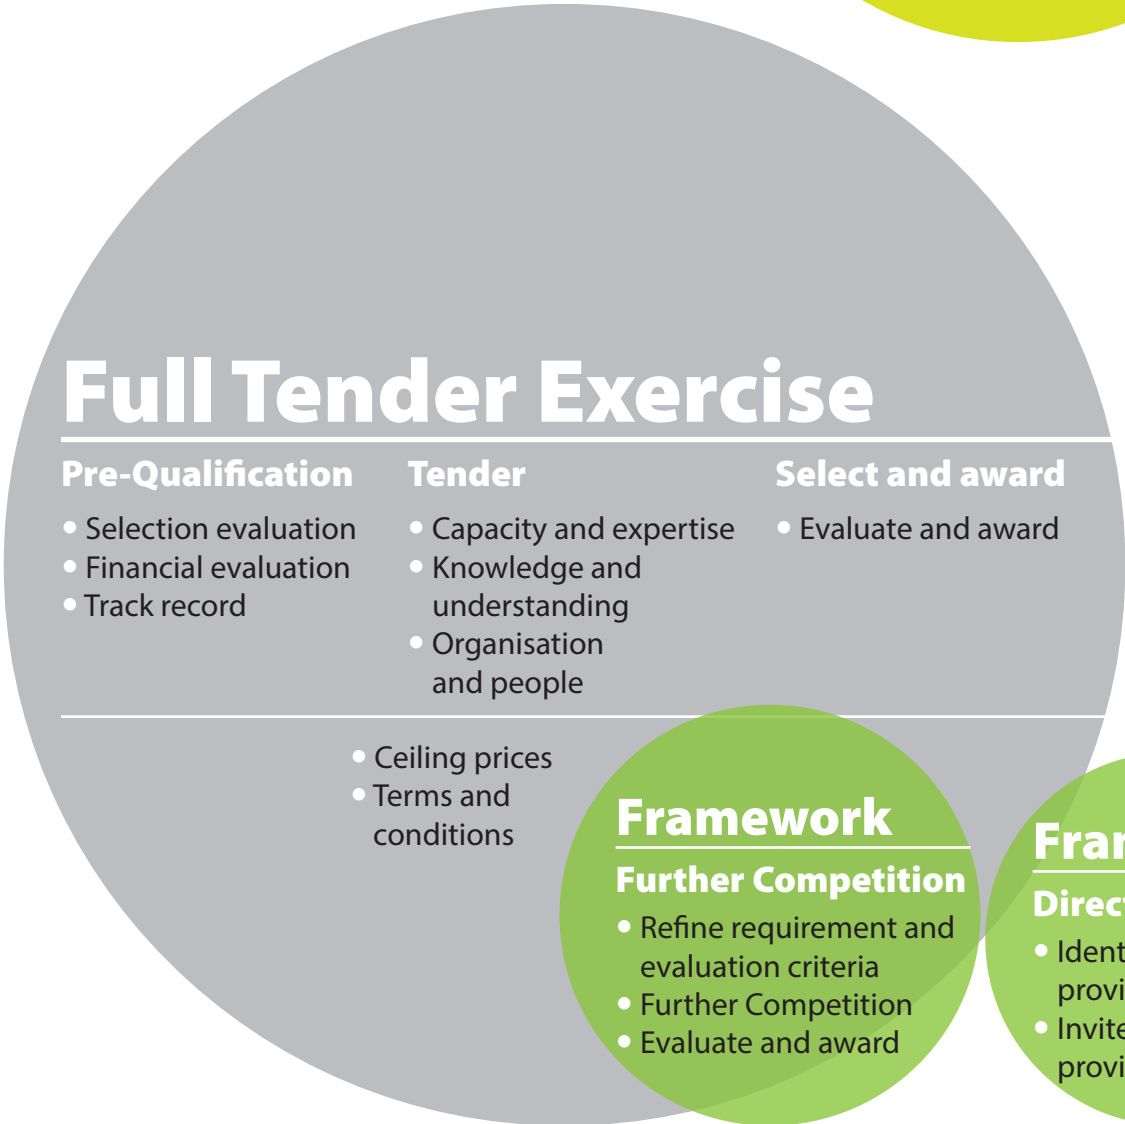 Full Tender Exercise
Pre-Qualification
• Selection evaluation
• Financial evaluation
• Track record
Tender
• Capacity and expertise
• Knowledge and
understanding
• Organisation
and people
Select and award
• Evaluate and award
• Ceiling prices
• Terms and
conditions
Framework
Further Competition
• Refine requirement and
evaluation criteria
• Further Competition
• Evaluate and award